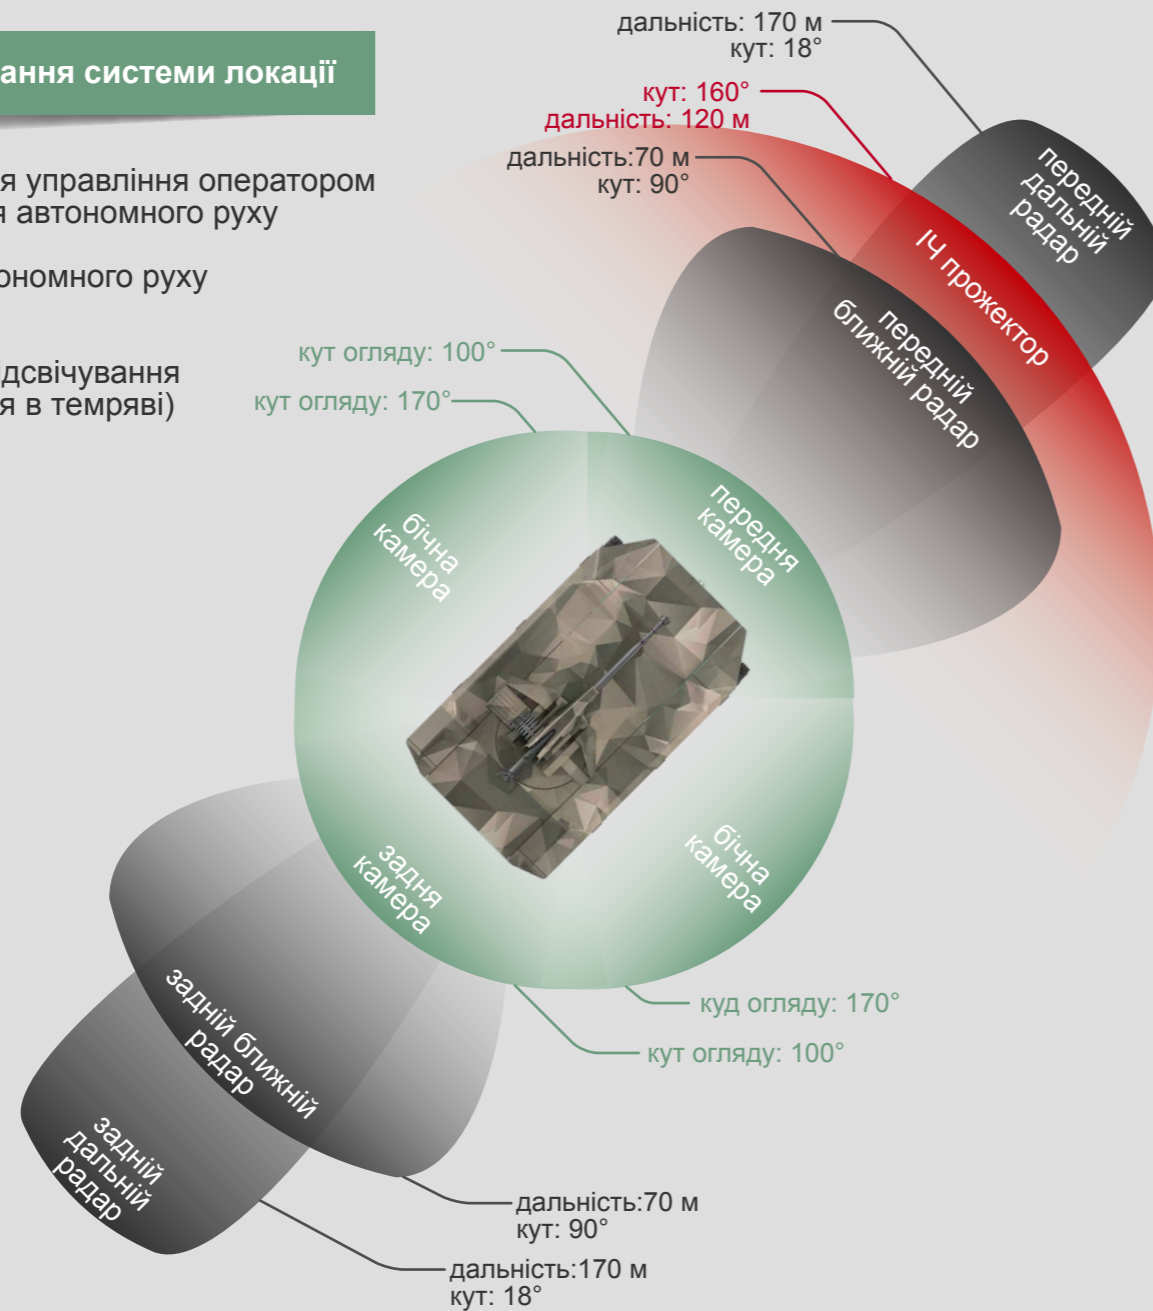 ання системи локації
я управління оператором
я автономного руху
ономного руху
ідсвічування
я в темряві)
дальність: 170 м
кут: 18°
кут: 160°
дальність: 120 м
дальність:70 м
кут: 90°
передній
дальній
радар
ІЧ прожектор
передній
ближній радар
кут огляду: 100°
кут огляду: 170°
бічна
камера
передня
камера
задня
камера
бічна
камера
куд огляду: 170°
кут огляду: 100°
задній ближній
радар
задній
дальній
радар
дальність:70 м
кут: 90°
дальність:170 м
кут: 18°